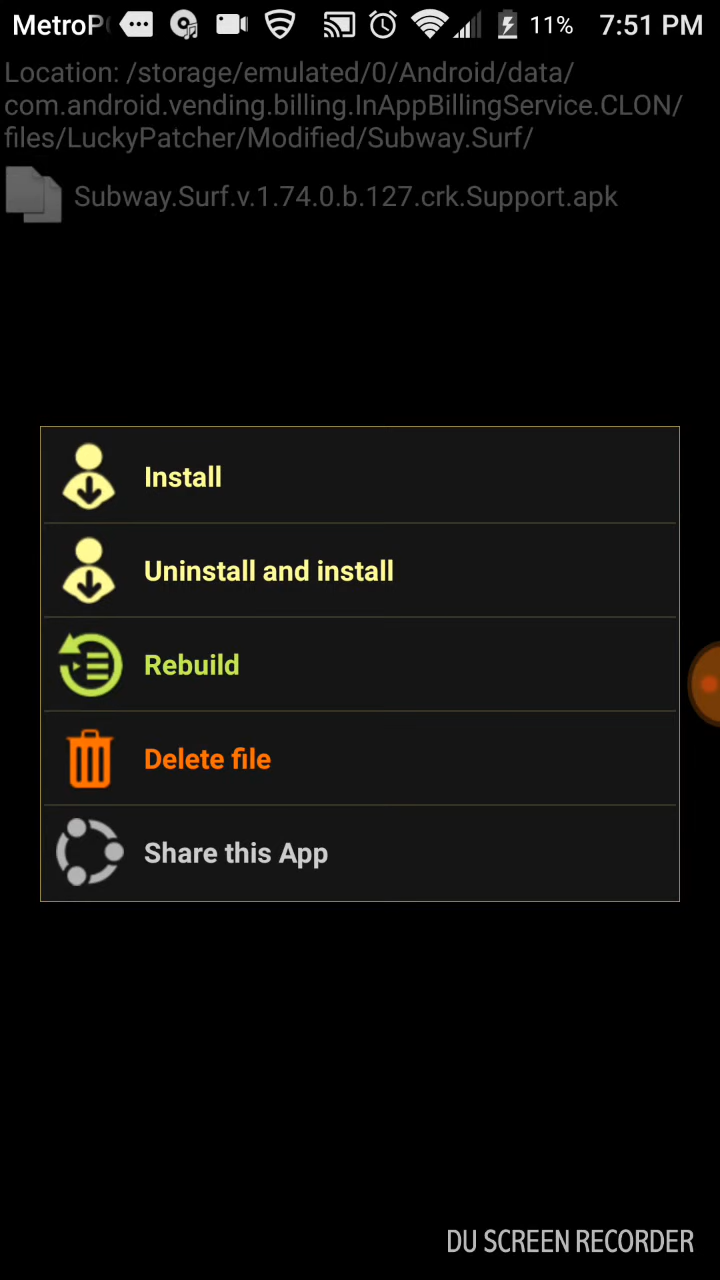 MetroP 11% 7:51 PM
Location: /storage/emulated/0/Android/data/
com.android.vending.billing.InAppBillingService.CLON/
files/LuckyPatcher/Modified/Subway.Surf/
Subway.Surf.v.1.74.0.b.127.crk.Support.apk
Install
Uninstall and install
Rebuild
Delete file
Share this App
DU SCREEN RECORDER